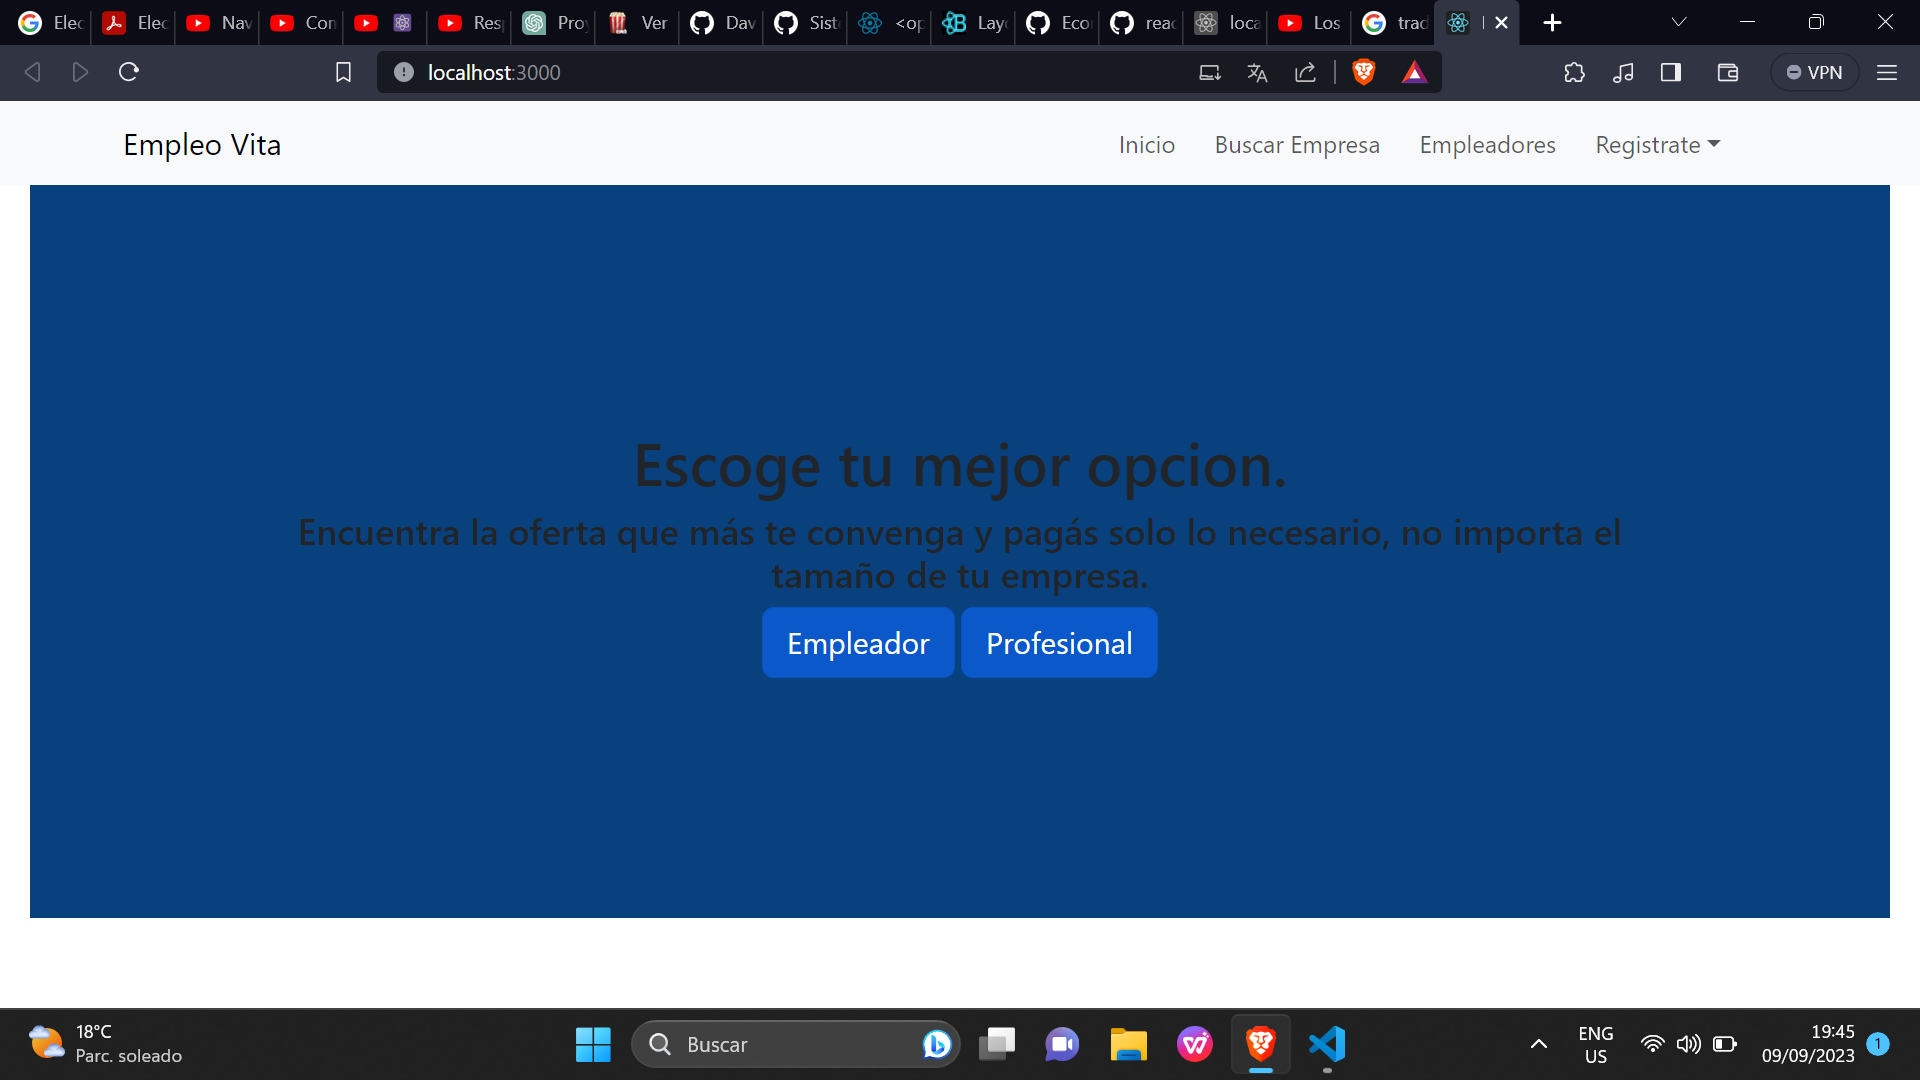 Elec
Elec
Nav
Con
Res
Pro
Ver
Dav
Sist
<op
Layo
Eco
reac
loca
Los
trad
localhost:3000
VPN
Empleo Vita
Inicio
Buscar Empresa
Empleadores
Registrate
Escoge tu mejor opcion.
Encuentra la oferta que más te convenga y pagás solo lo necesario, no importa el
tamaño de tu empresa.
Empleador
Profesional
18°C
Parc. soleado
Buscar
ENG
US
19:45
09/09/2023
1